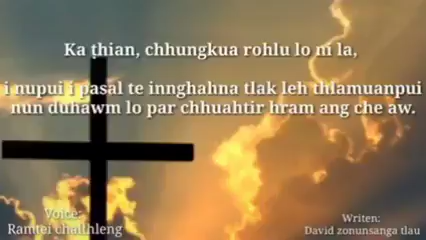 Ka ṭhian, chhungkua rohlu lo ni la,
i nupui i pasal te innghahna tlak leh thlamuanpui
nun duhawm lo par chhuahtir hram ang che aw.
Voice:
Ramtei chalthleng
Writen:
David zonunsanga tlau